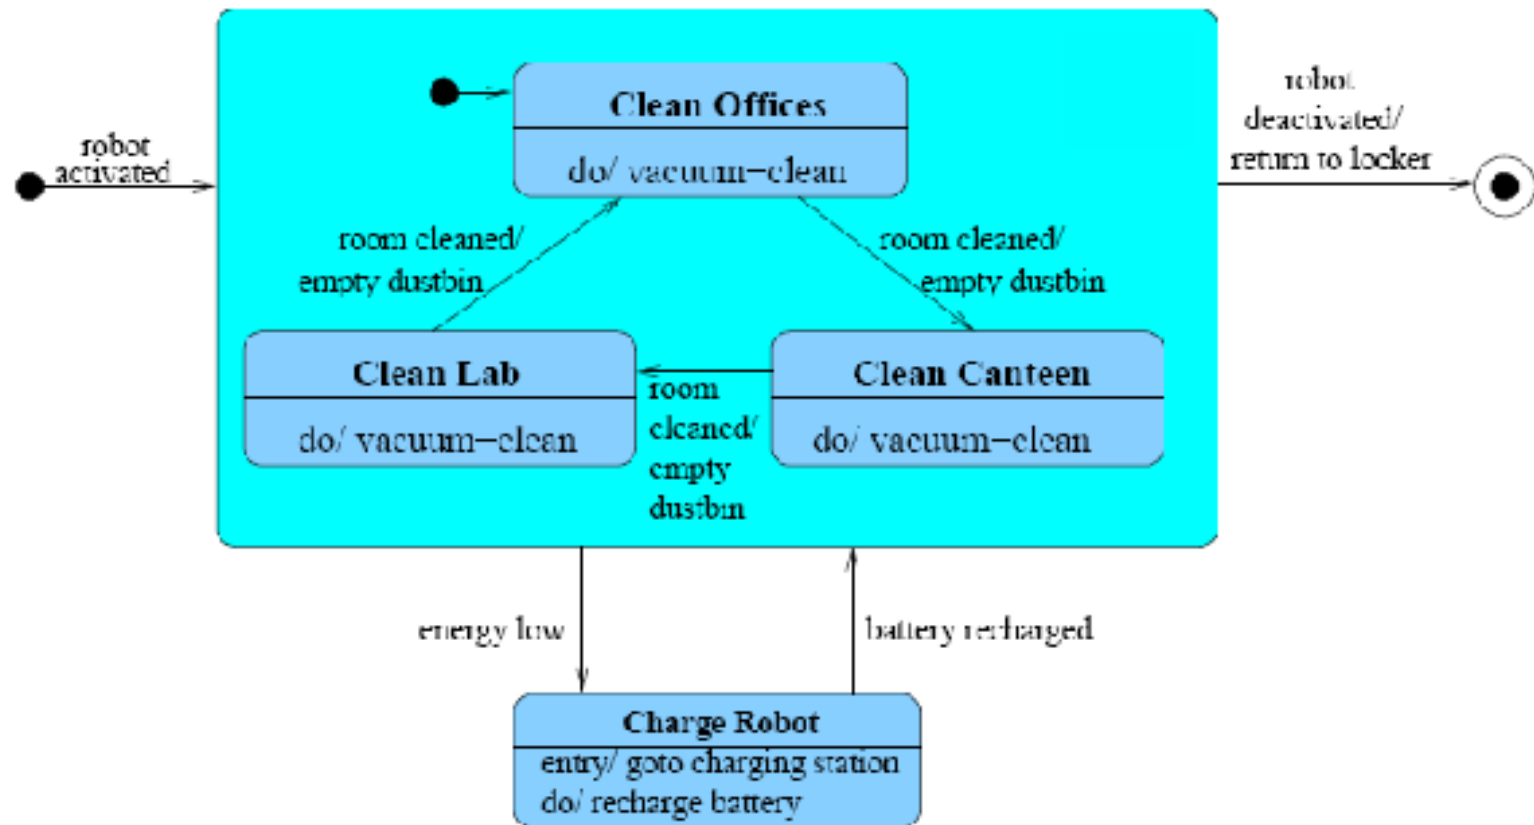 robot
activated
Clean Offices
do/ vacuum-clean
robot
deactivated/
return to locker
room cleaned/
empty dustbin
room cleaned/
empty dustbin
Clean Lab
do/ vacuum-clean
room
cleaned/
empty
dustbin
Clean Canteen
do/ vacuum-clean
energy low
battery recharged
Charge Robot
entry/ goto charging station
do/ recharge battery